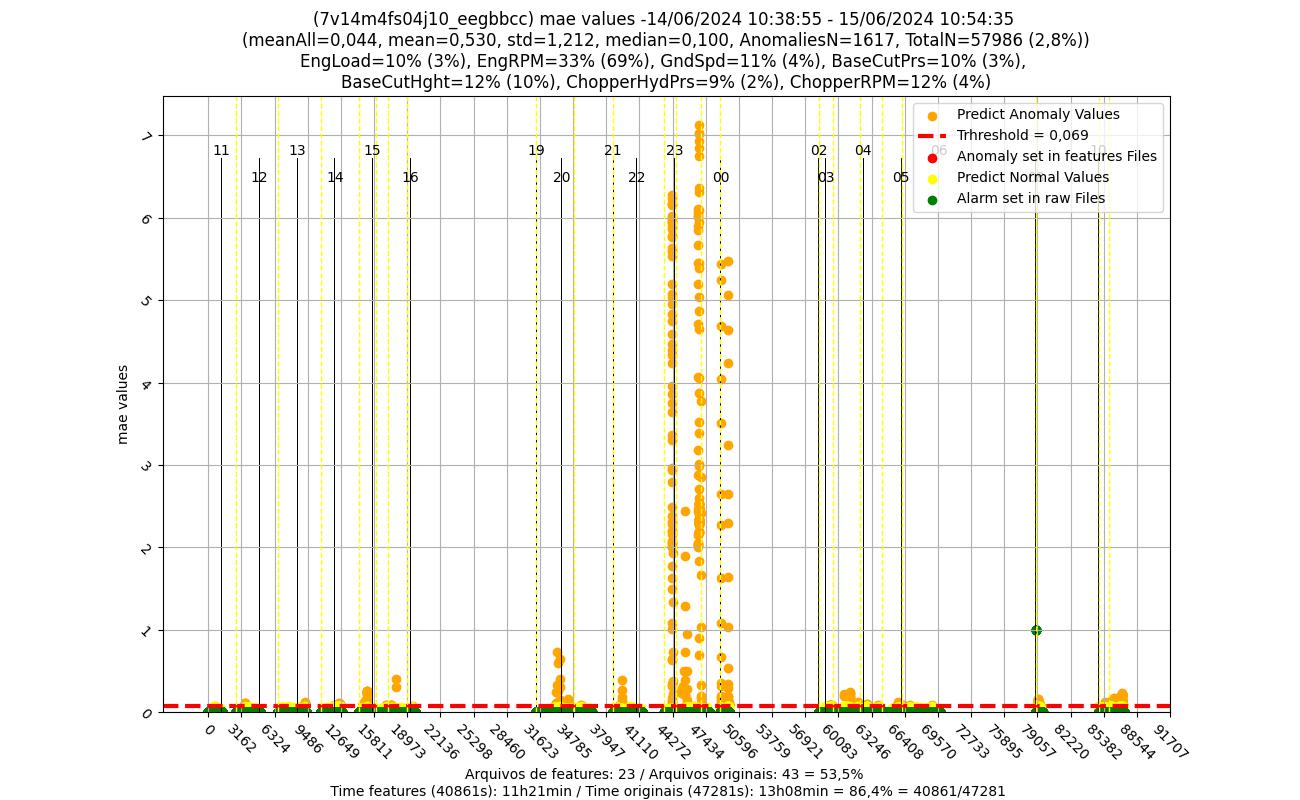 (7v14m4fs04j10_eegbbcc) mae values -14/06/2024 10:38:55 - 15/06/2024 10:54:35
(meanAll=0,044, mean=0,530, std=1,212, median=0,100, AnomaliesN=1617, TotalN=57986 (2,8%))
EngLoad=10% (3%), EngRPM=33% (69%), GndSpd=11% (4%), BaseCutPrs=10% (3%),
BaseCutHght=12% (10%), ChopperHydPrs=9% (2%), ChopperRPM=12% (4%)
Predict Anomaly Values
Trhreshold = 0,069
Anomaly set in features Files
Predict Normal Values
Alarm set in raw Files
11 13 15 19 21 23 02 04 06 10
12 14 16 20 22 00 03 05
mae values
7
6
5
4
3
2
1
0
0 3162 6324 9486 12649 15811 18973 22136 25298 28460 31623 34785 37947 41110 44272 47434 50596 53759 56921 60083 63246 66408 69570 72733 75895 79057 82220 85382 88544 91707
Arquivos de features: 23 / Arquivos originais: 43 = 53,5%
Time features (40861s): 11h21min / Time originais (47281s): 13h08min = 86,4% = 40861/47281